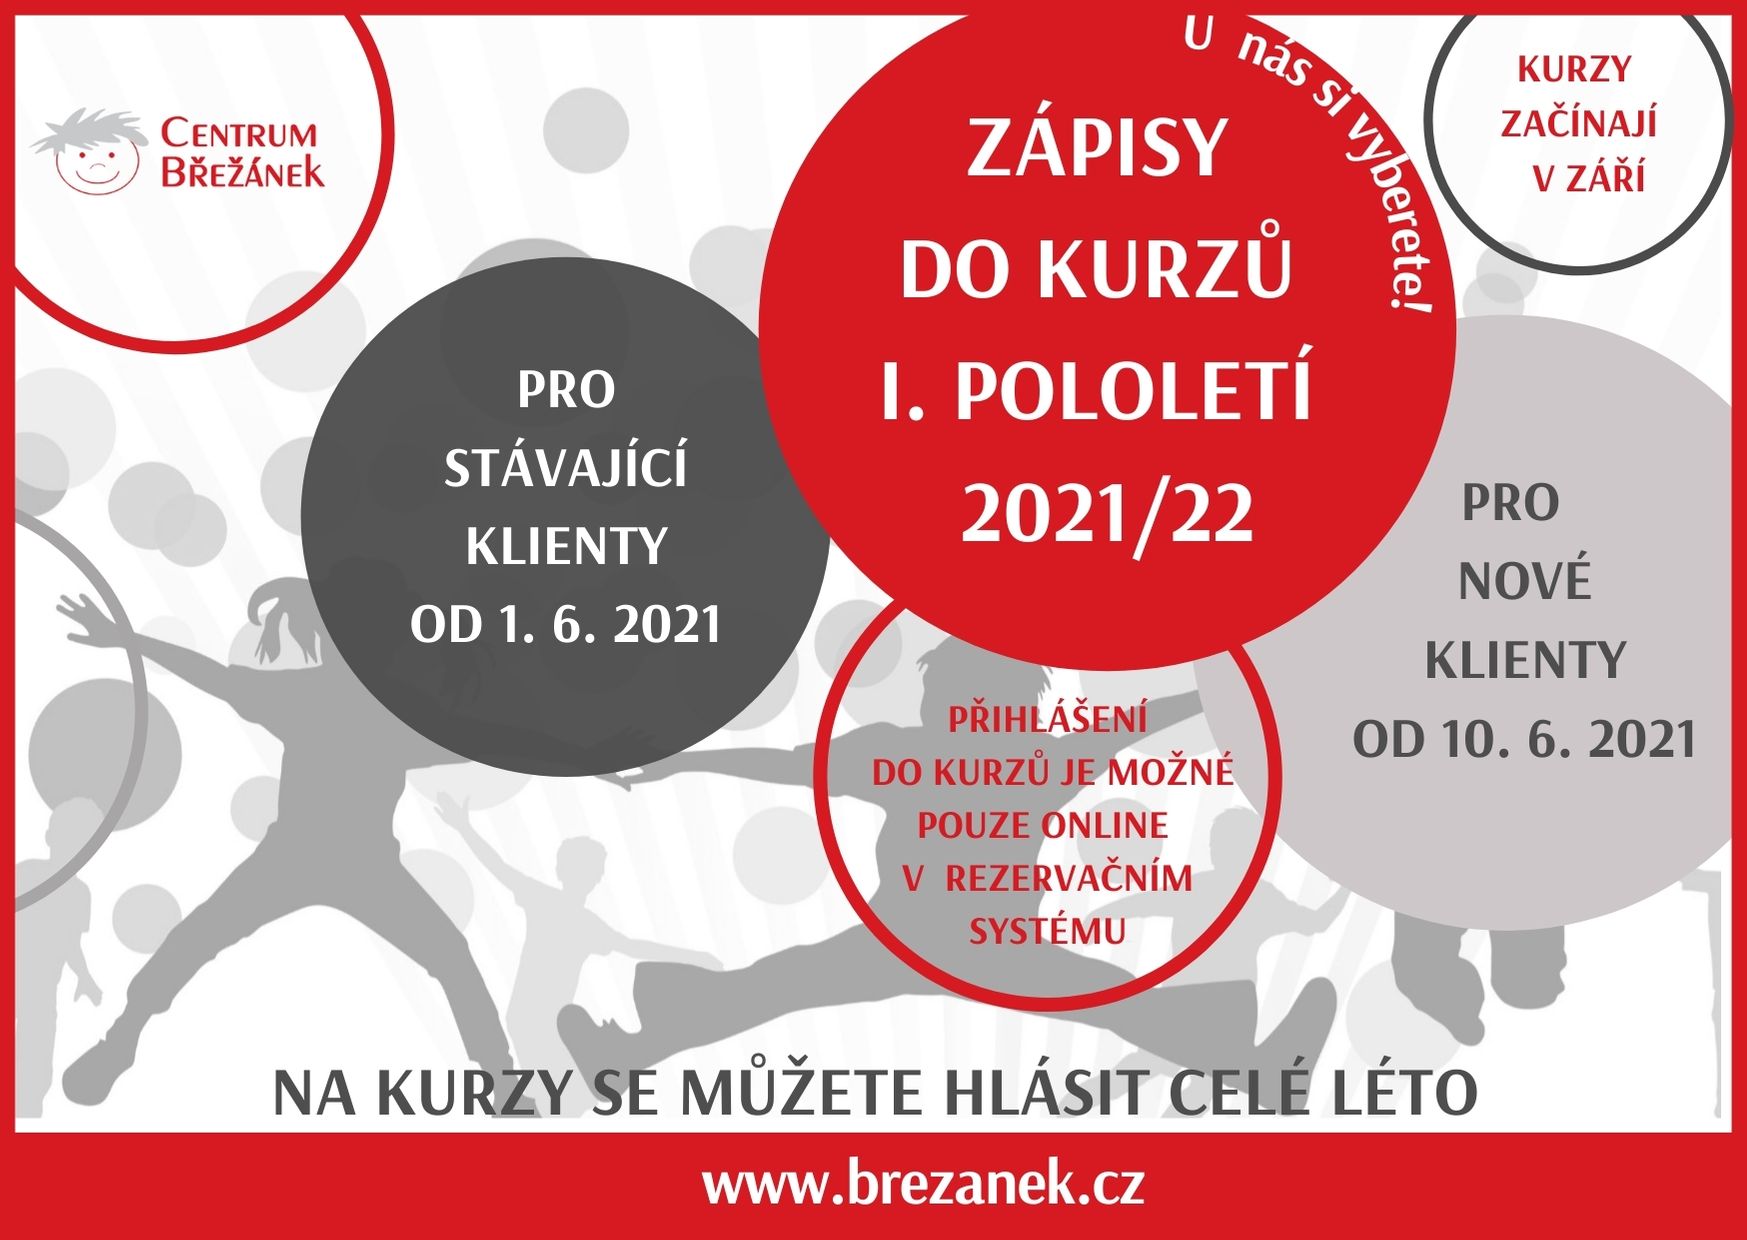 CENTRUM
BŘEŽÁNEK
U nás si vyberete!
ZÁPISY
DO KURZŮ
I. POLOLETÍ
2021/22
KURZY
ZAČÍNAJÍ
V ZÁŘÍ
PRO
STÁVAJÍCÍ
KLIENTY
OD 1. 6. 2021
PRO
NOVÉ
KLIENTY
OD 10. 6. 2021
PŘIHLÁŠENÍ
DO KURZŮ JE MOŽNÉ
POUZE ONLINE
V REZERVAČNÍM
SYSTÉMU
NA KURZY SE MŮŽETE HLÁSIT CELÉ LÉTO
www.brezanek.cz